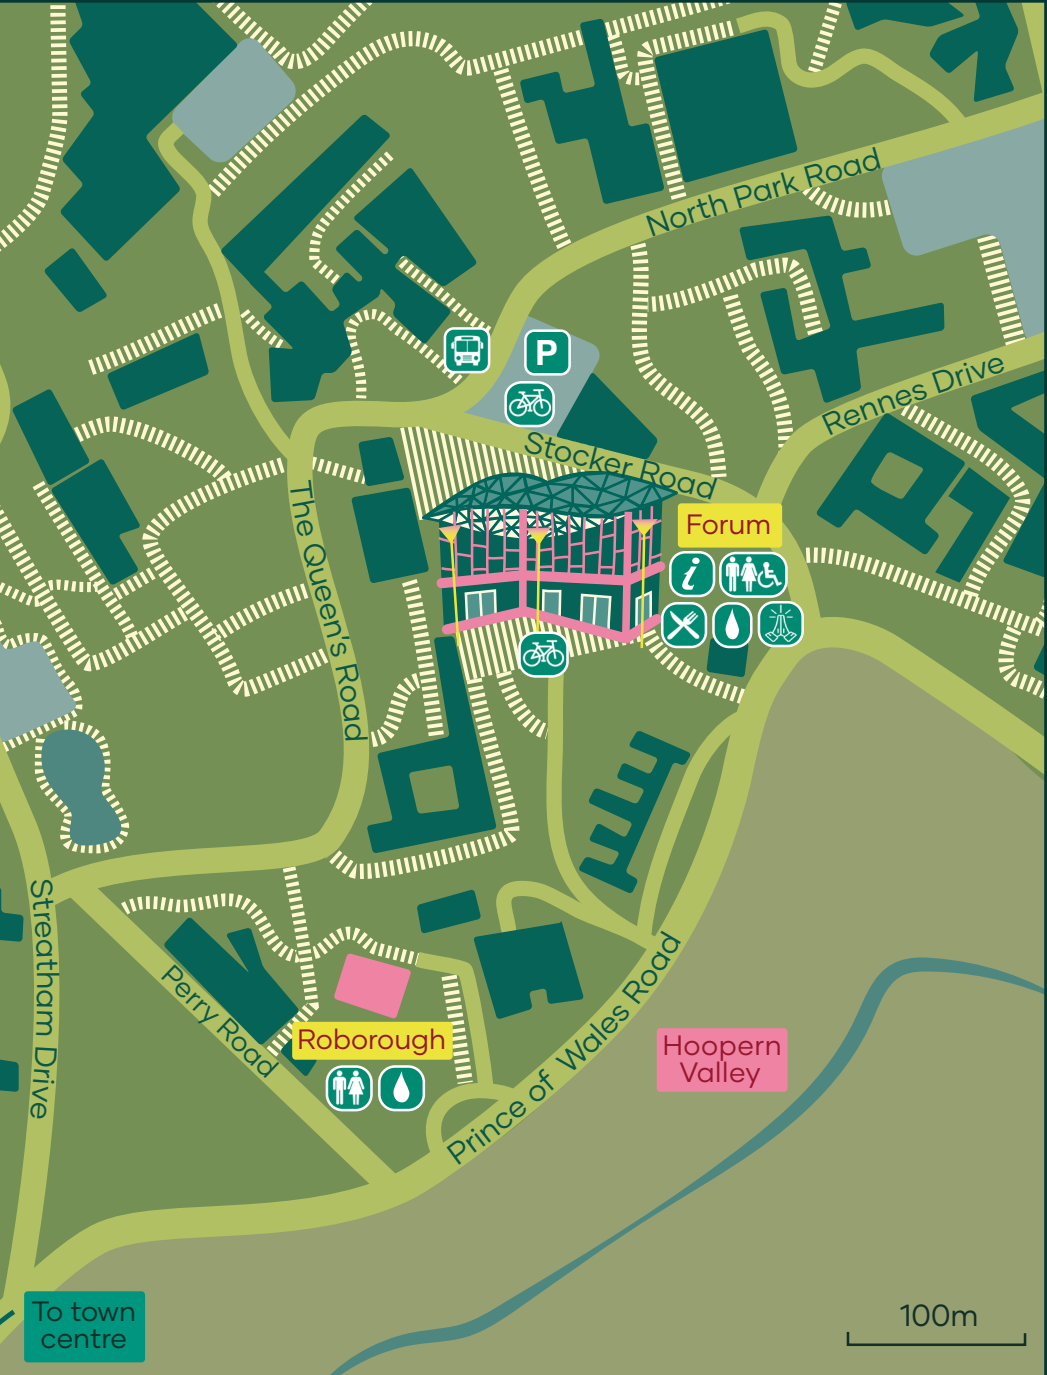 North Park Road
P
Rennes Drive
Stocker Road
Forum
i
The Queen's Road
Streatham Drive
Perry Road
Roborough
Prince of Wales Road
Hoopern
Valley
To town
centre
100m